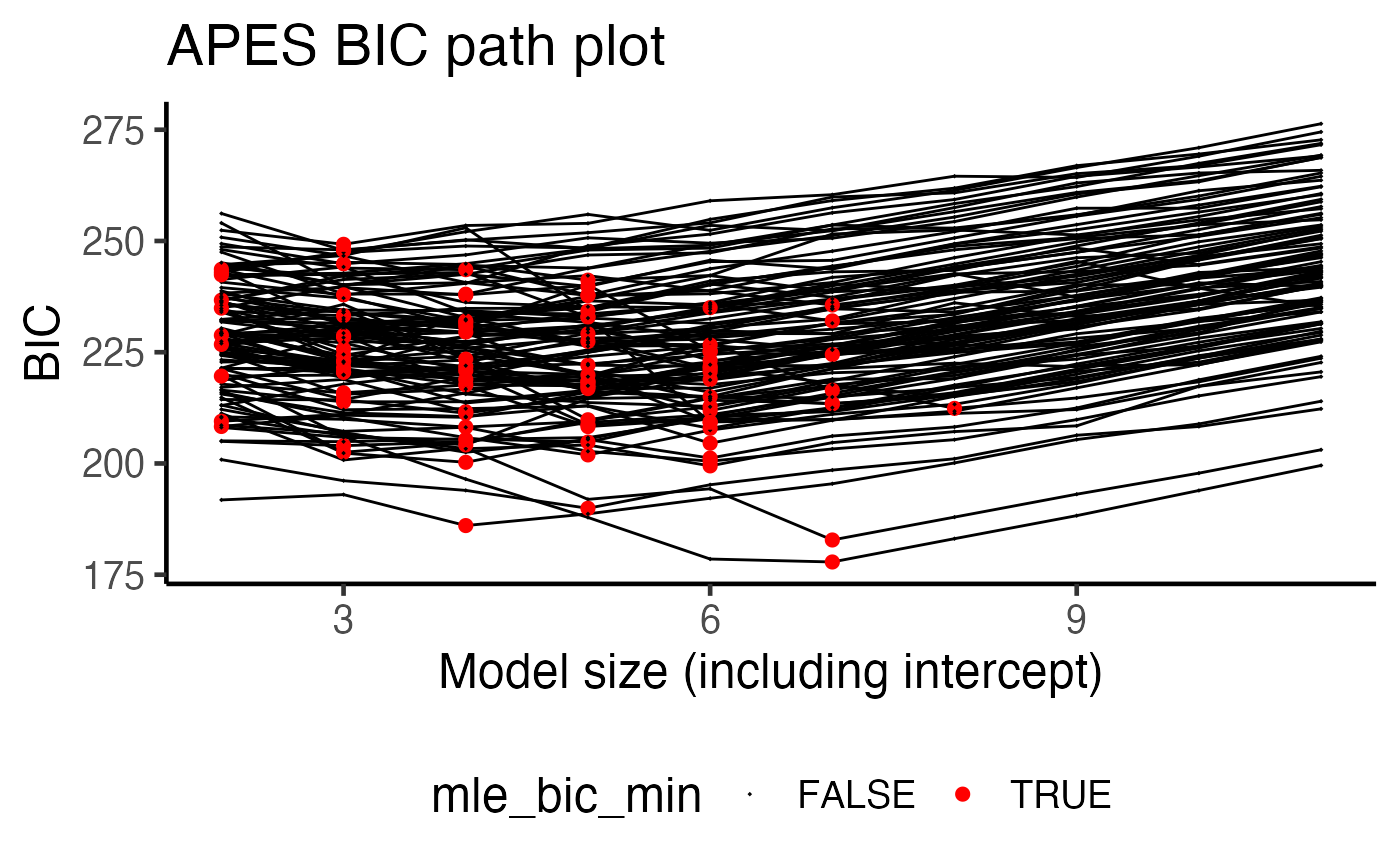 APES BIC path plot
275
250
225
200
175
BIC
3 6 9
Model size (including intercept)
mle_bic_min FALSE TRUE